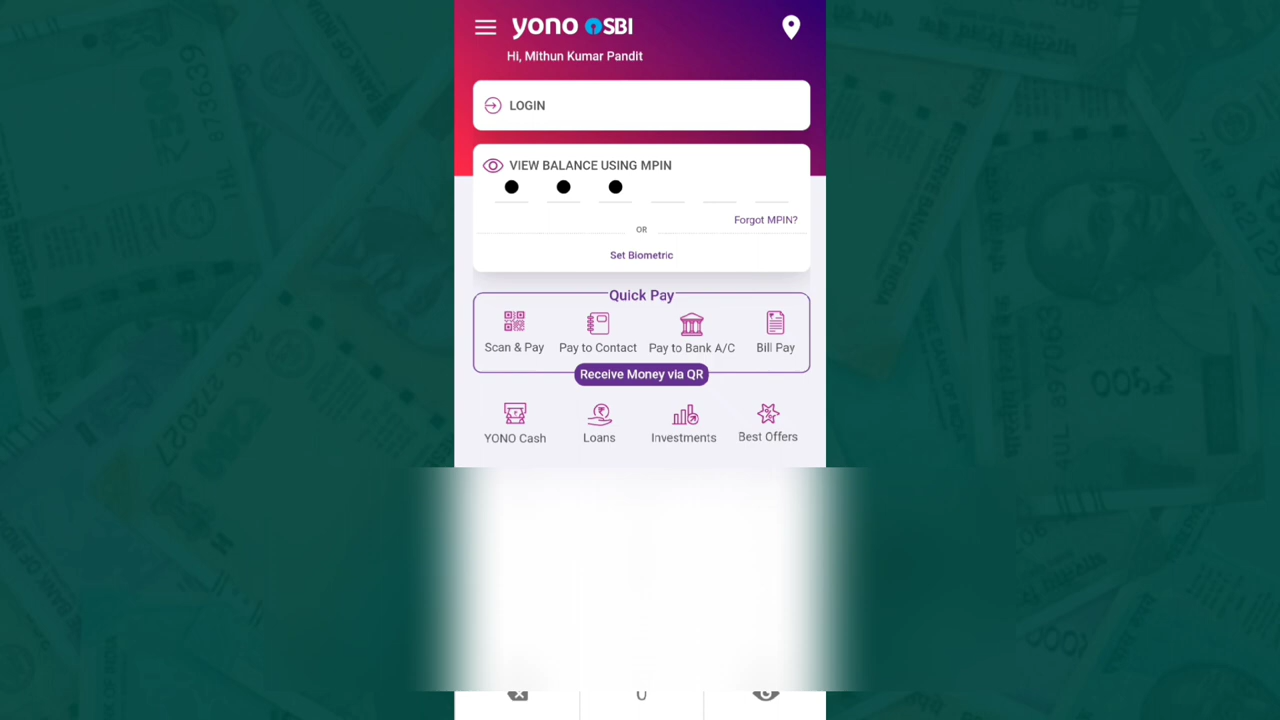 yono SBI
Hi, Mithun Kumar Pandit
LOGIN
VIEW BALANCE USING MPIN
Forgot MPIN?
OR
Set Biometric
Quick Pay
Scan & Pay Pay to Contact Pay to Bank A/C Bill Pay
Receive Money via QR
YONO Cash Loans Investments Best Offers